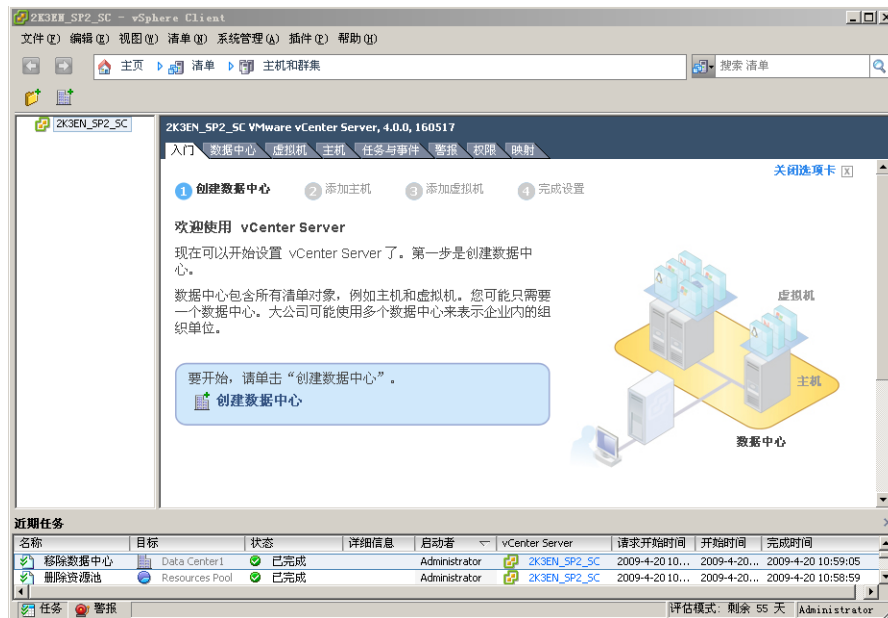 2K3EN_SP2_SC - vSphere Client
文件(F) 编辑(E) 视图(W) 清单(N) 系统管理(A) 插件(P) 帮助(H)
主页 清单 主机和群集
搜索 清单
2K3EN_SP2_SC
2K3EN_SP2_SC VMware vCenter Server, 4.0.0, 160517
入门 数据中心 虚拟机 主机 任务与事件 警报 权限 映射
关闭选项卡 X
1 创建数据中心 2 添加主机 3 添加虚拟机 4 完成设置
欢迎使用 vCenter Server
现在可以开始设置 vCenter Server 了。第一步是创建数据中
心。
数据中心包含所有清单对象，例如主机和虚拟机。您可能只需要
一个数据中心。大公司可能使用多个数据中心来表示企业内的组
织单位。
要开始，请单击“创建数据中心”。
创建数据中心
虚拟机
主机
数据中心
近期任务
名称 目标 状态 详细信息 启动者 vCenter Server 请求开始时间 开始时间 完成时间
移除数据中心 Data Center1 已完成 Administrator 2K3EN_SP2_SC 2009-4-20 10... 2009-4-20... 2009-4-20 10:59:05
删除资源池 Resources Pool 已完成 Administrator 2K3EN_SP2_SC 2009-4-20 10... 2009-4-20... 2009-4-20 10:58:59
任务 警报 评估模式: 剩余 55 天 Administrator